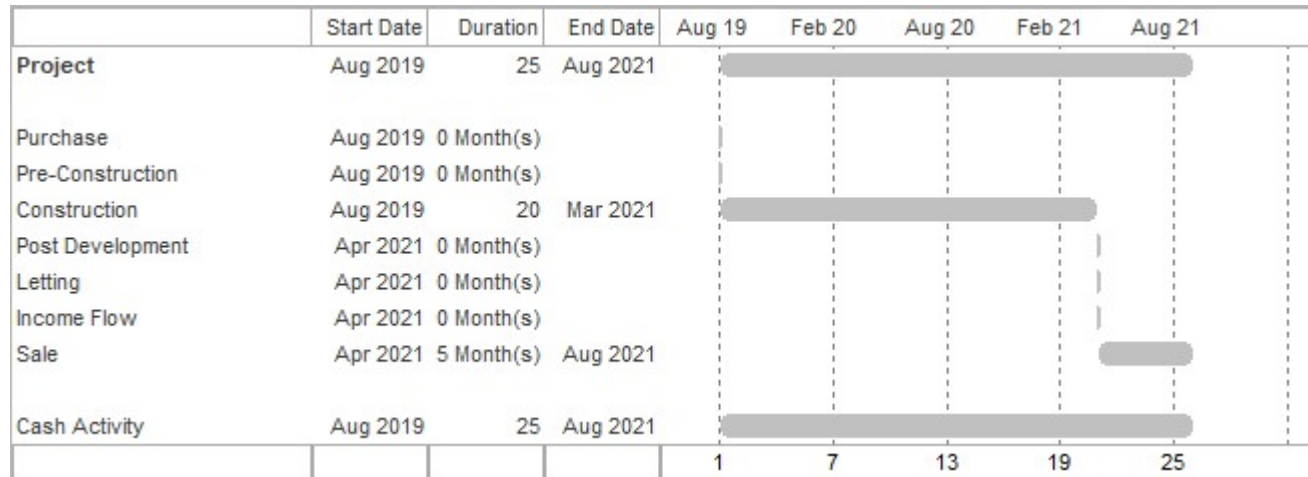 Start Date Duration End Date Aug 19 Feb 20 Aug 20 Feb 21 Aug 21
Project Aug 2019 25 Aug 2021
Purchase Aug 2019 0 Month(s)
Pre-Construction Aug 2019 0 Month(s)
Construction Aug 2019 20 Mar 2021
Post Development Apr 2021 0 Month(s)
Letting Apr 2021 0 Month(s)
Income Flow Apr 2021 0 Month(s)
Sale Apr 2021 5 Month(s) Aug 2021
Cash Activity Aug 2019 25 Aug 2021
1 7 13 19 25